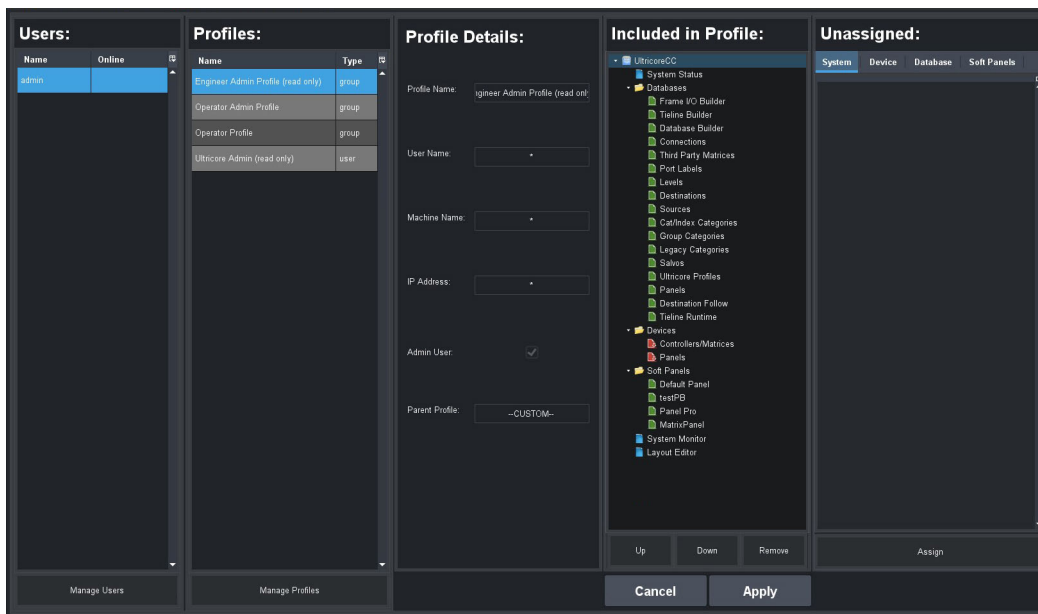 Users:
Name Online
admin
Manage Users
Profiles:
Name Type
Engineer Admin Profile (read only) group
Operator Admin Profile group
Operator Profile group
Ultricore Admin (read only) user
Manage Profiles
Profile Details:
Profile Name: gineer Admin Profile (read only
User Name: *
Machine Name: *
IP Address: *
Admin User:
Parent Profile: --CUSTOM--
Included in Profile:
UltricoreCC
System Status
Databases
Frame I/O Builder
Tieline Builder
Database Builder
Connections
Third Party Matrices
Port Labels
Levels
Destinations
Sources
Cat/Index Categories
Group Categories
Legacy Categories
Salvos
Ultricore Profiles
Panels
Destination Follow
Tieline Runtime
Devices
Controllers/Matrices
Panels
Soft Panels
Default Panel
testPB
Panel Pro
MatrixPanel
System Monitor
Layout Editor
Up Down Remove
Unassigned:
System Device Database Soft Panels
Assign
Cancel Apply